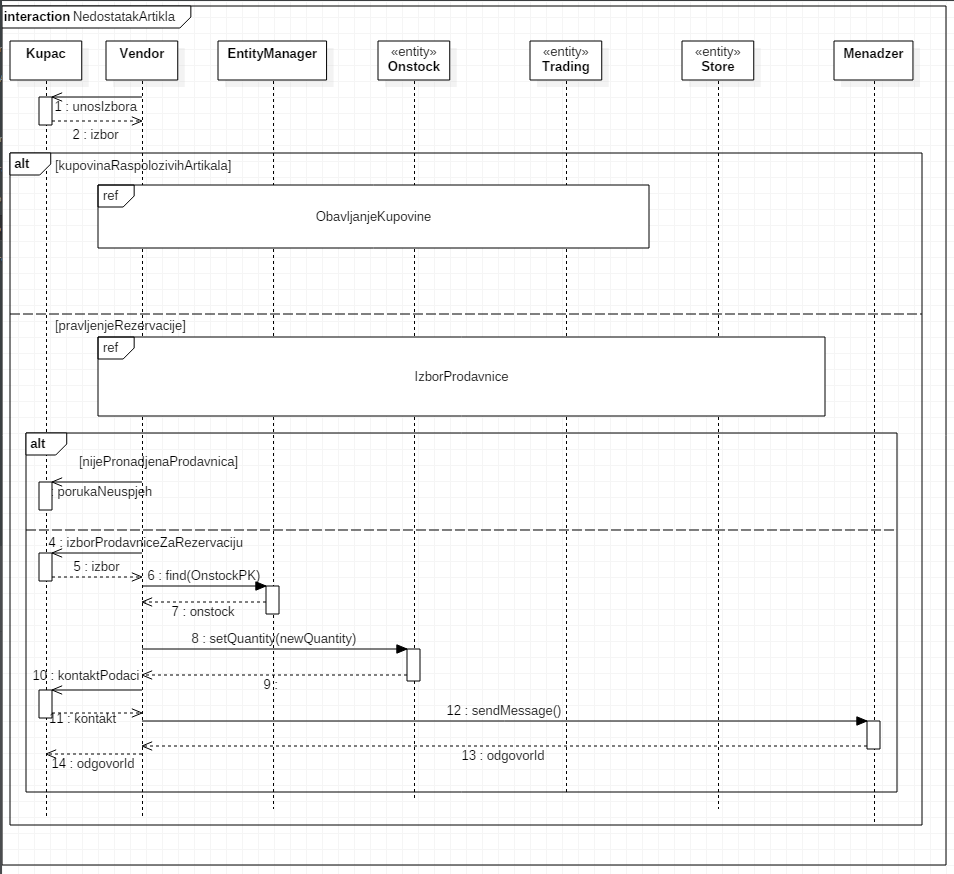 interaction NedostatakArtikla
Kupac
Vendor
EntityManager
«entity»
Onstock
«entity»
Trading
«entity»
Store
Menadzer
1 : unosIzbora
2 : izbor
alt
[kupovinaRaspolozivihArtikala]
ref
ObavljanjeKupovine
[pravljenjeRezervacije]
ref
IzborProdavnice
alt
[nijePronadjenaProdavnica]
: porukaNeuspjeh
4 : izborProdavniceZaRezervaciju
5 : izbor
6 : find(OnstockPK)
7 : onstock
8 : setQuantity(newQuantity)
9 :
10 : kontaktPodaci
11 : kontakt
12 : sendMessage()
13 : odgovorId
14 : odgovorId